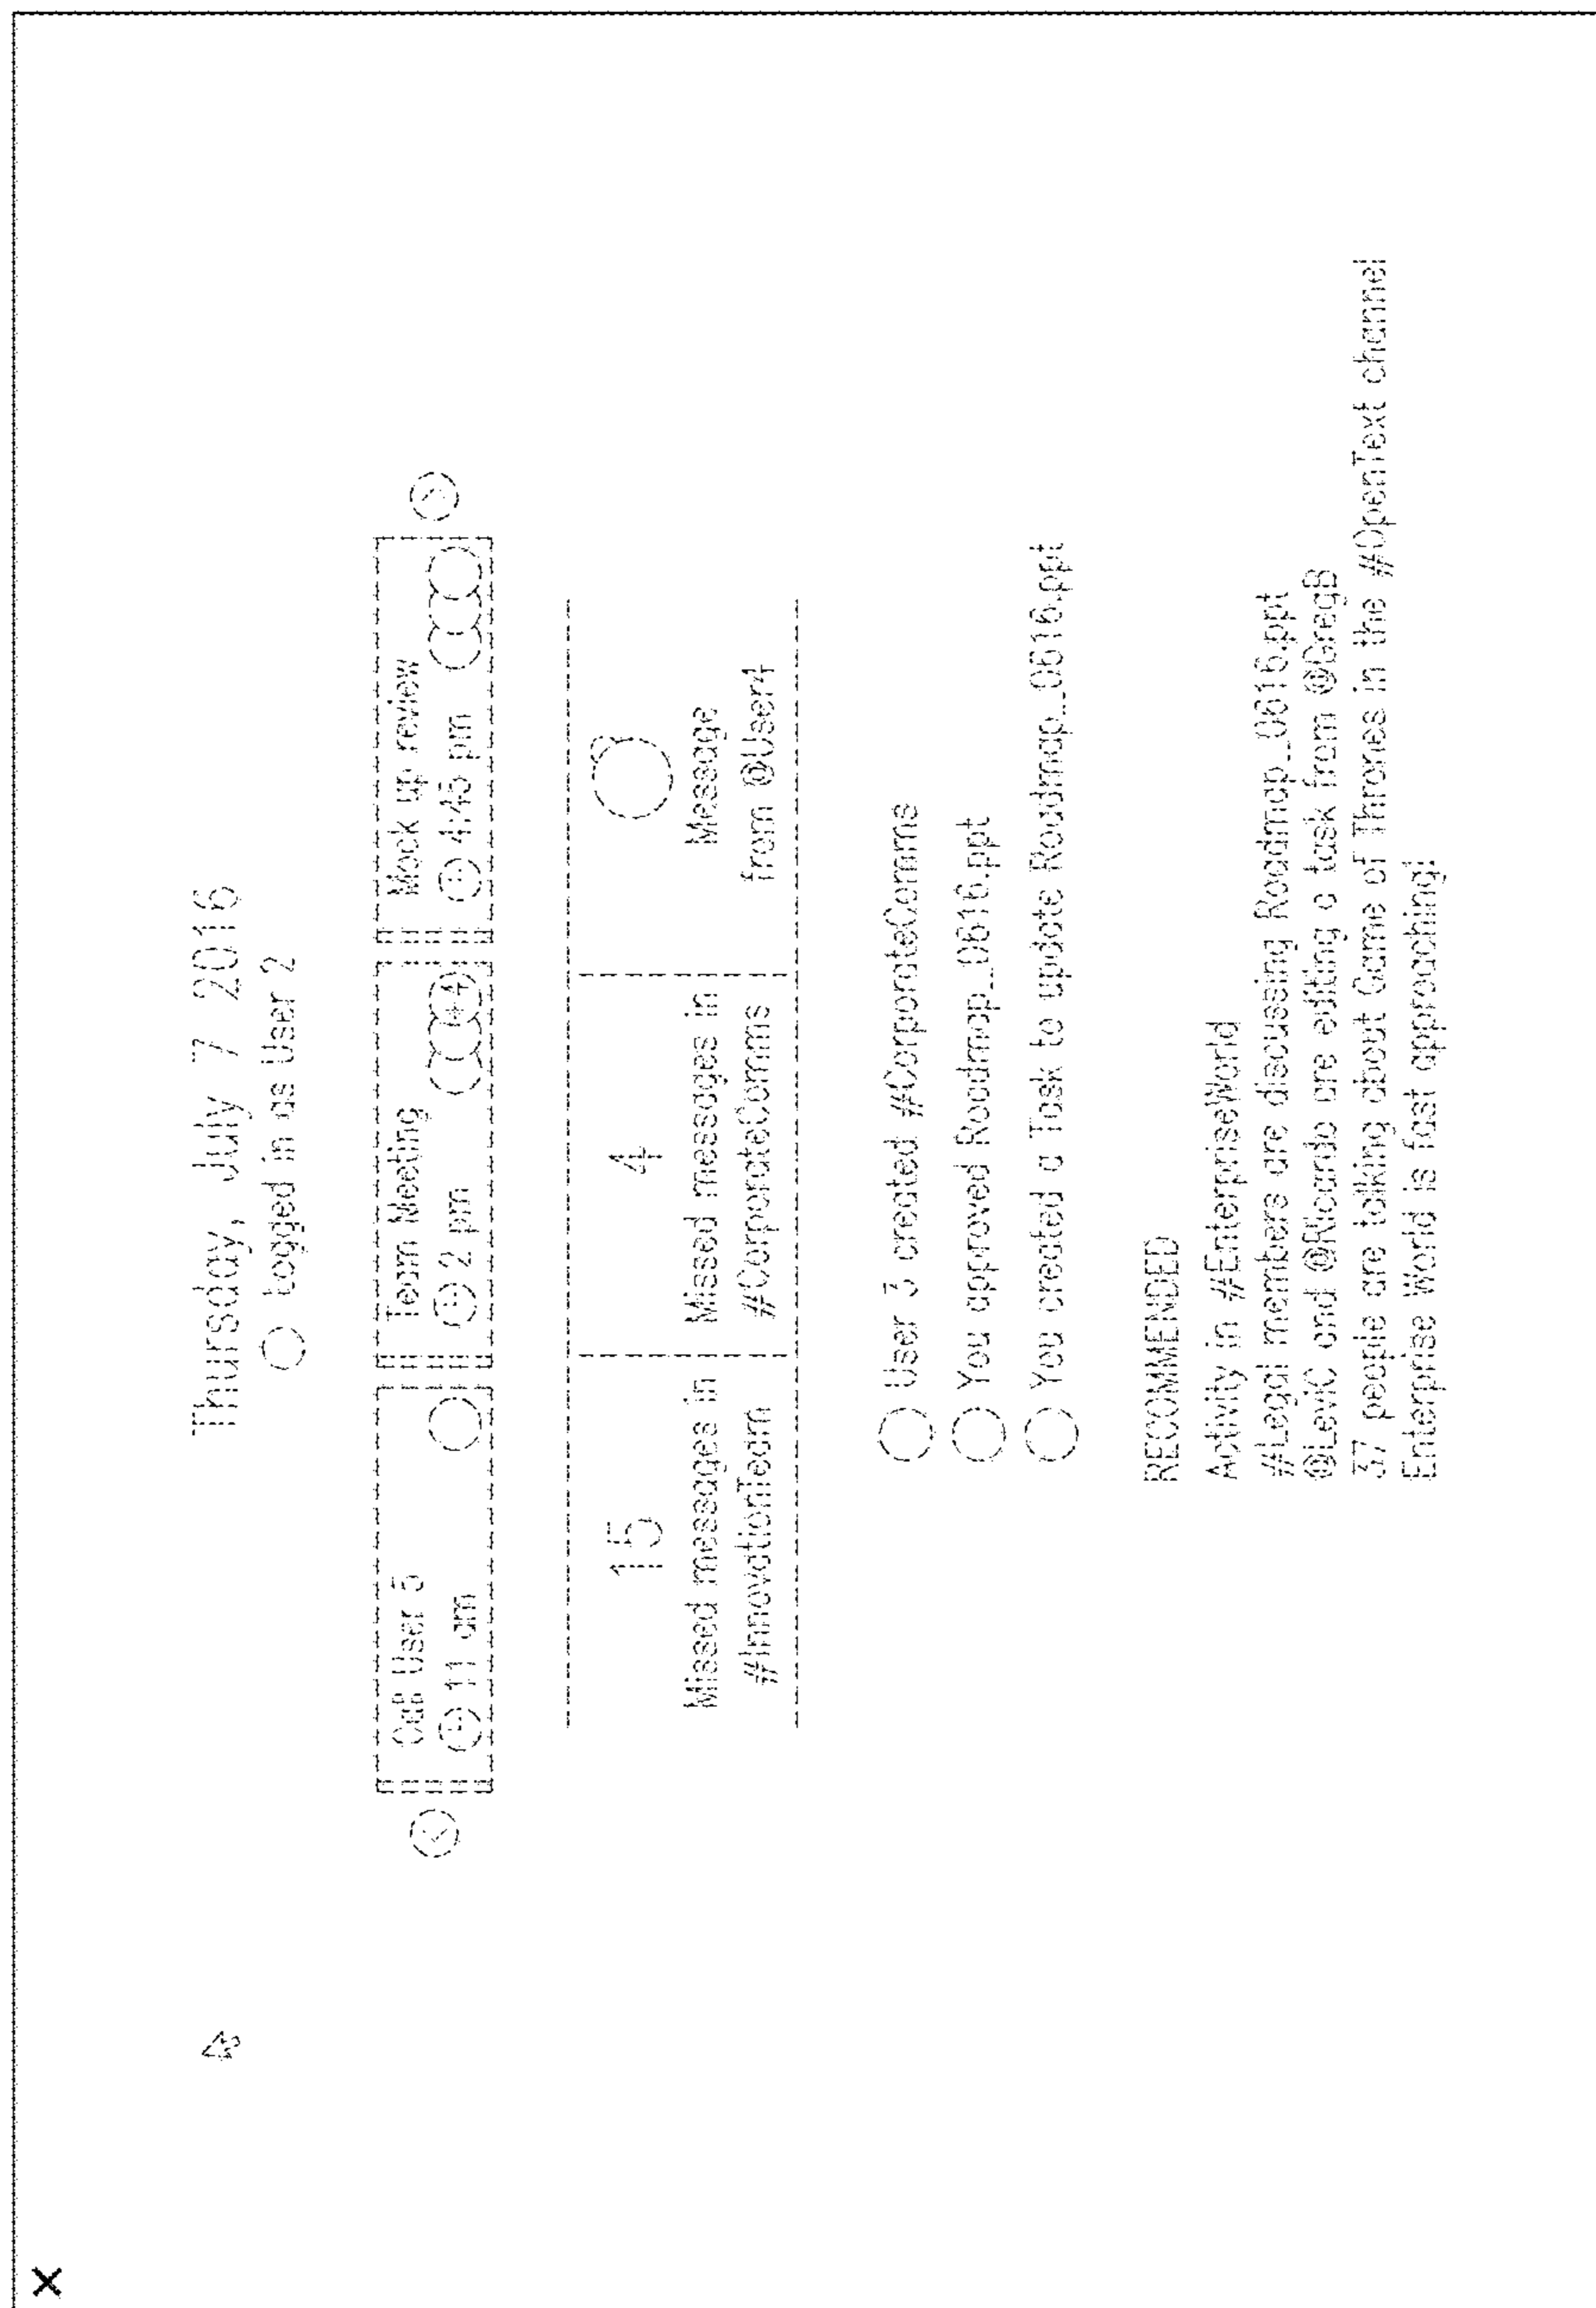 Thursday, July 7 2016
Logged in as User 2
Call User 5
11 am
Team Meeting
2 pm
+4
Mock up review
4:45 pm
15
Missed messages in
#InnovationTeam
4
Missed messages in
#CorporateComms
Message
from @User4
User 3 created #CorporateComms
You approved Roadmap_0616.ppt
You created a Task to update Roadmap_0616.ppt
RECOMMENDED
Activity in #EnterpriseWorld
#Legal members are discussing Roadmap_0616.ppt
@LeviC and @Ricardo are editing a task from @GregB
37 people are talking about Game of Thrones in the #OpenText channel
Enterprise World is fast approaching!